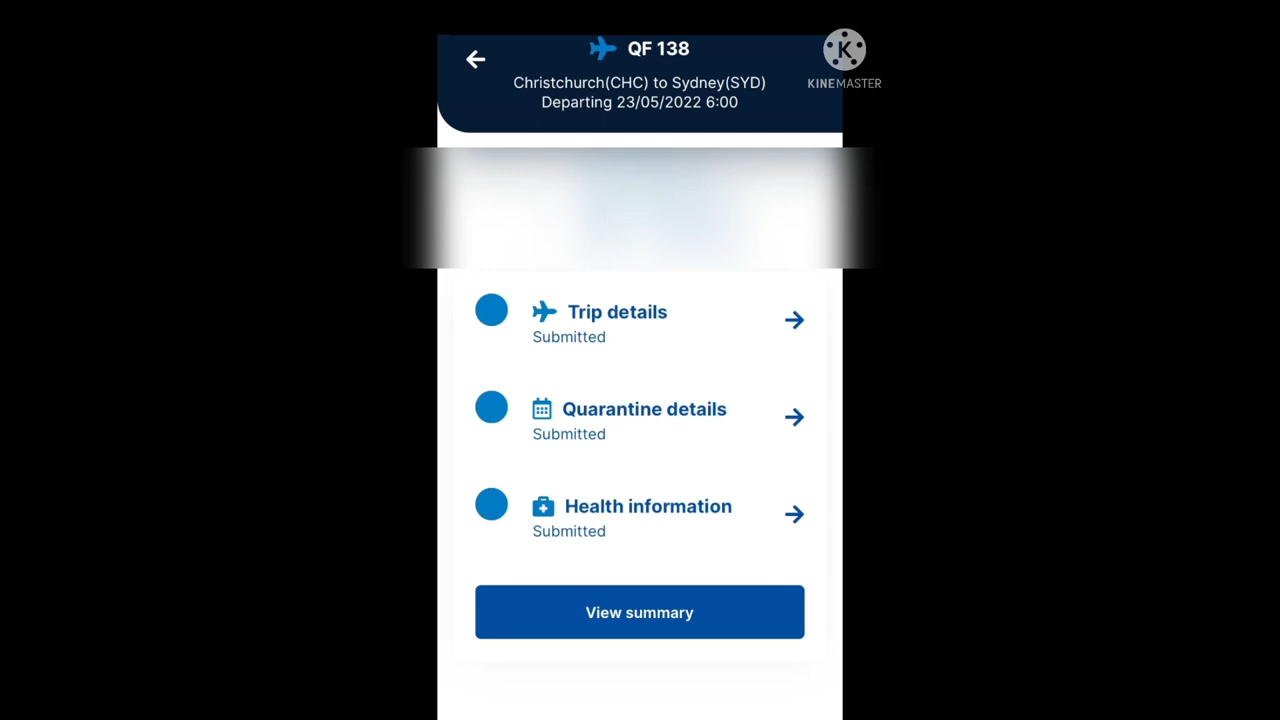 QF 138
Christchurch(CHC) to Sydney(SYD)
Departing 23/05/2022 6:00
K
KINEMASTER
Trip details
Submitted
Quarantine details
Submitted
Health information
Submitted
View summary